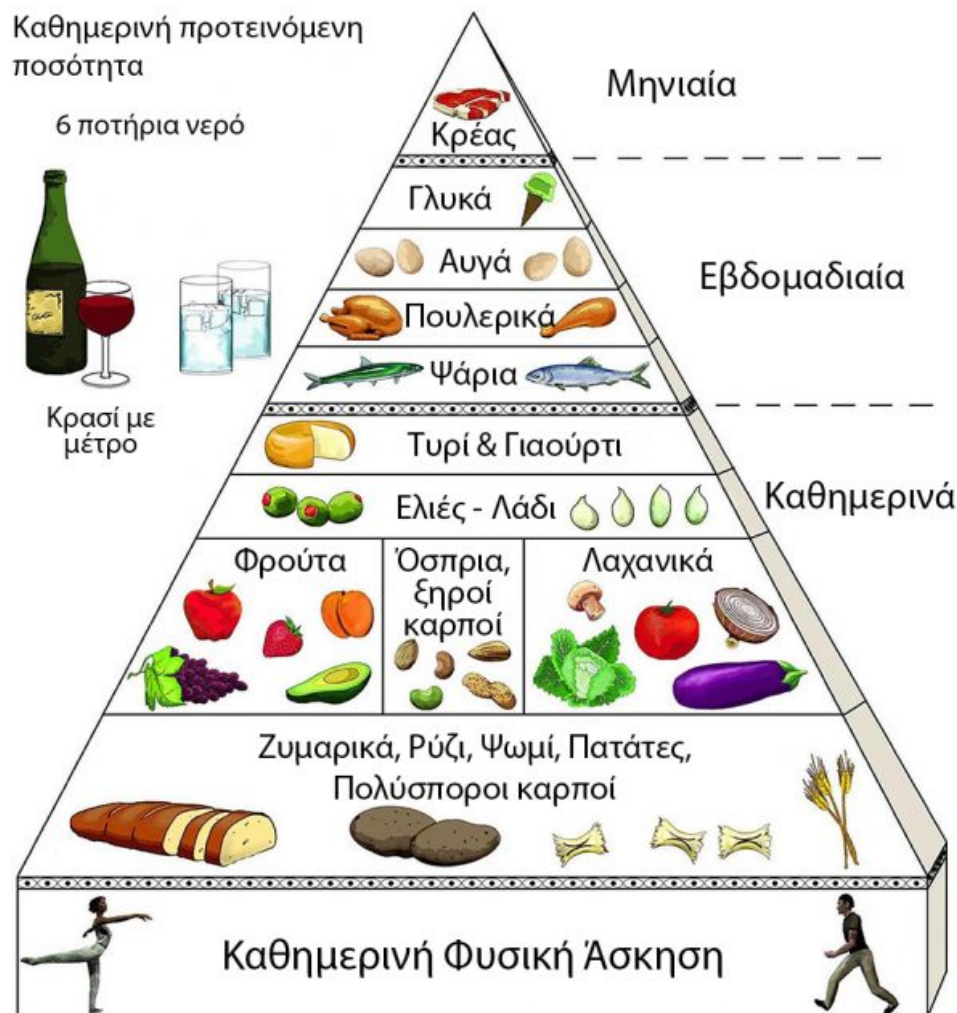 Καθημερινή προτεινόμενη
ποσότητα
6 ποτήρια νερό
Κρασί με
μέτρο
Μηνιαία
Κρέας
Γλυκά
Αυγά
Εβδομαδιαία
Πουλερικά
Ψάρια
Τυρί & Γιαούρτι
Καθημερινά
Ελιές - Λάδι
Φρούτα
Όσπρια,
ξηροί
καρποί
Λαχανικά
Ζυμαρικά, Ρύζι, Ψωμί, Πατάτες,
Πολύσποροι καρποί
Καθημερινή Φυσική Άσκηση